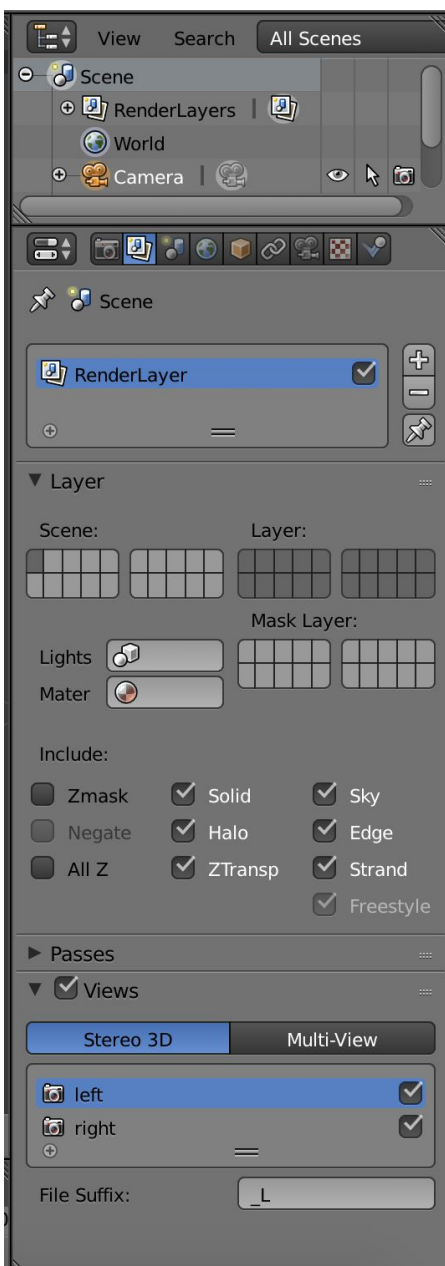 View Search All Scenes
Scene
RenderLayers
World
Camera
Scene
RenderLayer
Layer
Scene: Layer:
Mask Layer:
Lights
Mater
Include:
Zmask Solid Sky
Negate Halo Edge
All Z ZTransp Strand
Freestyle
Passes
Views
Stereo 3D Multi-View
left
right
File Suffix: _L